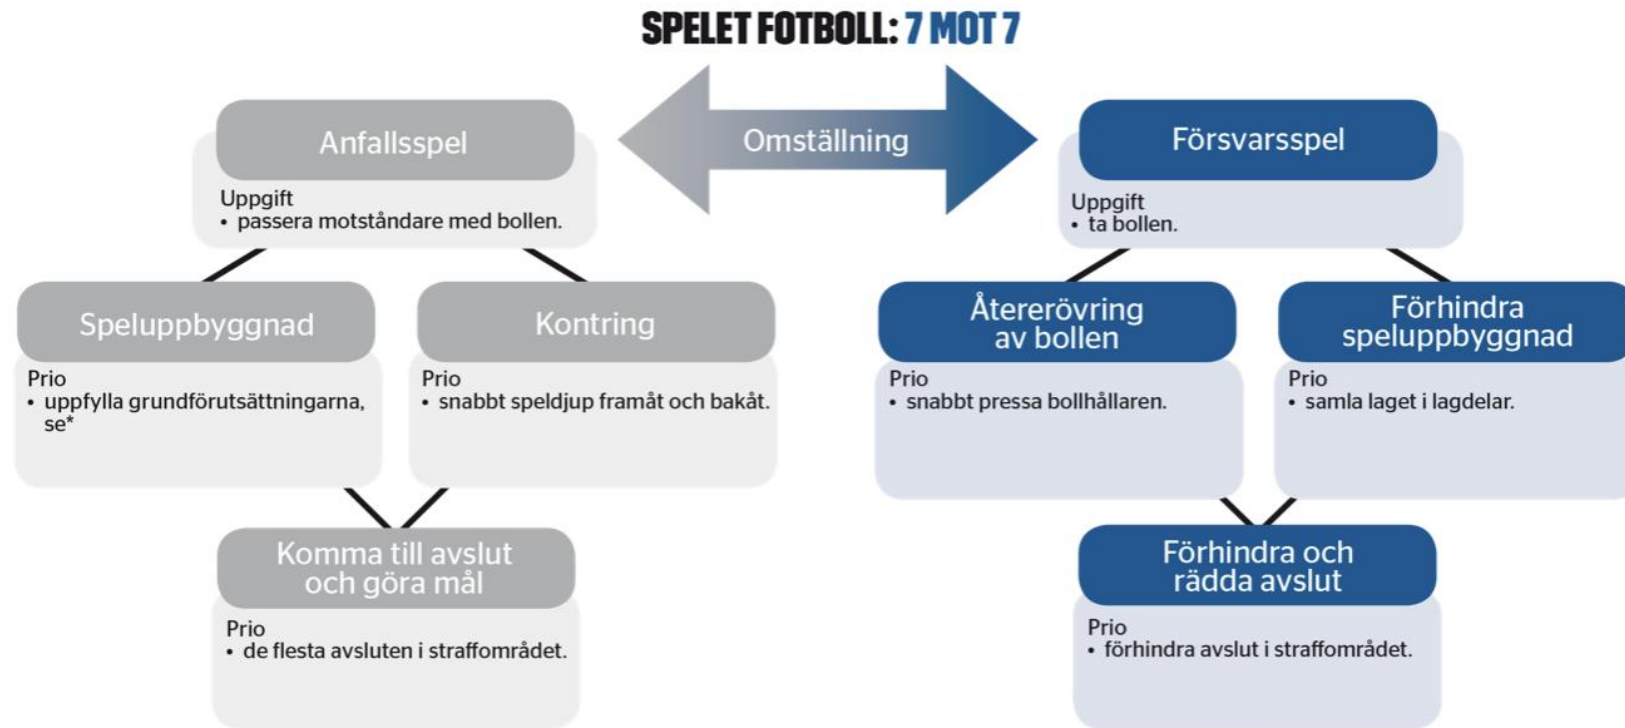 SPELET FOTBOLL: 7 MOT 7
Omställning
Anfallsspel
Uppgift
• passera motståndare med bollen.
Speluppbyggnad
Prio
• uppfylla grundförutsättningarna,
se*
Kontring
Prio
• snabbt speldjup framåt och bakåt.
Komma till avslut
och göra mål
Prio
• de flesta avsluten i straffområdet.
Försvarsspel
Uppgift
• ta bollen.
Återerövring
av bollen
Prio
• snabbt pressa bollhållaren.
Förhindra
speluppbyggnad
Prio
• samla laget i lagdelar.
Förhindra och
rädda avslut
Prio
• förhindra avslut i straffområdet.